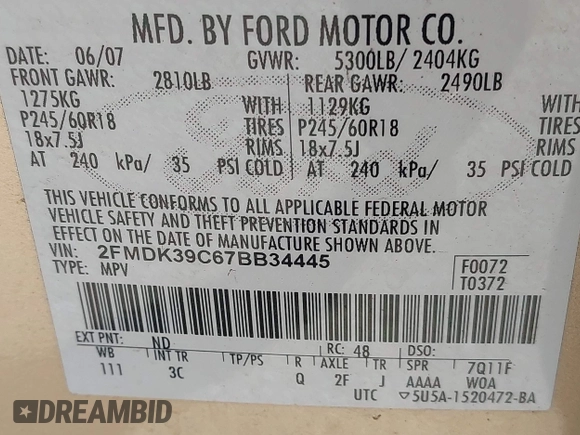 MFD. BY FORD MOTOR CO.
DATE: 06/07 GVWR: 5300LB/ 2404KG
FRONT GAWR: 2810LB REAR GAWR: 2490LB
1275KG WITH 1129KG WITH
P245/60R18 TIRES P245/60R18 TIRES
18x7.5J RIMS 18x7.5J RIMS
AT 240 kPa/ 35 PSI COLD AT 240 kPa/ 35 PSI COLD
THIS VEHICLE CONFORMS TO ALL APPLICABLE FEDERAL MOTOR
VEHICLE SAFETY AND THEFT PREVENTION STANDARDS IN
EFFECT ON THE DATE OF MANUFACTURE SHOWN ABOVE.
VIN: 2FMDK39C67BB34445 F0072
TYPE: MPV T0372
EXT PNT: ND RC: 48 DSO:
WB INT TR TP/PS R AXLE TR SPR 7Q11F
111 3C Q 2F J AAAA WOA
UTC ▽5U5A-1520472-BA
DREAMBID